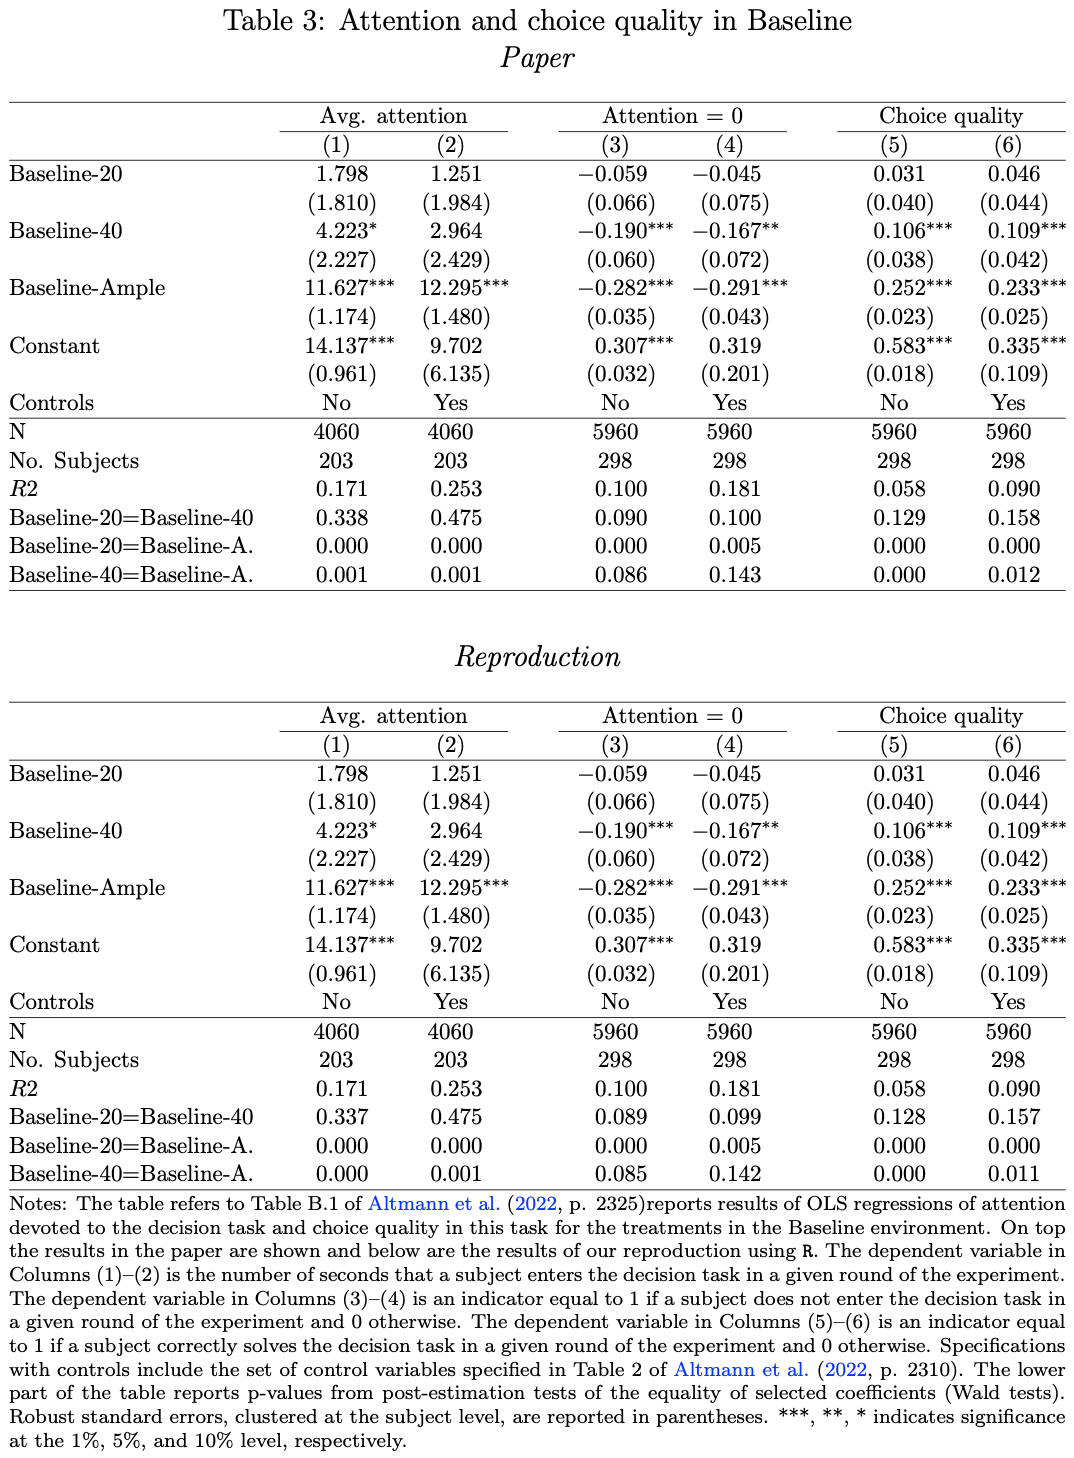 Table 3: Attention and choice quality in Baseline
Paper
Avg. attention Attention = 0 Choice quality
(1) (2) (3) (4) (5) (6)
Baseline-20 1.798 1.251 −0.059 −0.045 0.031 0.046
(1.810) (1.984) (0.066) (0.075) (0.040) (0.044)
Baseline-40 4.223* 2.964 −0.190*** −0.167** 0.106*** 0.109***
(2.227) (2.429) (0.060) (0.072) (0.038) (0.042)
Baseline-Ample 11.627*** 12.295*** −0.282*** −0.291*** 0.252*** 0.233***
(1.174) (1.480) (0.035) (0.043) (0.023) (0.025)
Constant 14.137*** 9.702 0.307*** 0.319 0.583*** 0.335***
(0.961) (6.135) (0.032) (0.201) (0.018) (0.109)
Controls No Yes No Yes No Yes
N 4060 4060 5960 5960 5960 5960
No. Subjects 203 203 298 298 298 298
R2 0.171 0.253 0.100 0.181 0.058 0.090
Baseline-20=Baseline-40 0.338 0.475 0.090 0.100 0.129 0.158
Baseline-20=Baseline-A. 0.000 0.000 0.000 0.005 0.000 0.000
Baseline-40=Baseline-A. 0.001 0.001 0.086 0.143 0.000 0.012
Reproduction
Avg. attention Attention = 0 Choice quality
(1) (2) (3) (4) (5) (6)
Baseline-20 1.798 1.251 −0.059 −0.045 0.031 0.046
(1.810) (1.984) (0.066) (0.075) (0.040) (0.044)
Baseline-40 4.223* 2.964 −0.190*** −0.167** 0.106*** 0.109***
(2.227) (2.429) (0.060) (0.072) (0.038) (0.042)
Baseline-Ample 11.627*** 12.295*** −0.282*** −0.291*** 0.252*** 0.233***
(1.174) (1.480) (0.035) (0.043) (0.023) (0.025)
Constant 14.137*** 9.702 0.307*** 0.319 0.583*** 0.335***
(0.961) (6.135) (0.032) (0.201) (0.018) (0.109)
Controls No Yes No Yes No Yes
N 4060 4060 5960 5960 5960 5960
No. Subjects 203 203 298 298 298 298
R2 0.171 0.253 0.100 0.181 0.058 0.090
Baseline-20=Baseline-40 0.337 0.475 0.089 0.099 0.128 0.157
Baseline-20=Baseline-A. 0.000 0.000 0.000 0.005 0.000 0.000
Baseline-40=Baseline-A. 0.000 0.001 0.085 0.142 0.000 0.011
Notes: The table refers to Table B.1 of Altmann et al. (2022, p. 2325)reports results of OLS regressions of attention
devoted to the decision task and choice quality in this task for the treatments in the Baseline environment. On top
the results in the paper are shown and below are the results of our reproduction using R. The dependent variable in
Columns (1)–(2) is the number of seconds that a subject enters the decision task in a given round of the experiment.
The dependent variable in Columns (3)–(4) is an indicator equal to 1 if a subject does not enter the decision task in
a given round of the experiment and 0 otherwise. The dependent variable in Columns (5)–(6) is an indicator equal
to 1 if a subject correctly solves the decision task in a given round of the experiment and 0 otherwise. Specifications
with controls include the set of control variables specified in Table 2 of Altmann et al. (2022, p. 2310). The lower
part of the table reports p-values from post-estimation tests of the equality of selected coefficients (Wald tests).
Robust standard errors, clustered at the subject level, are reported in parentheses. ***, **, * indicates significance
at the 1%, 5%, and 10% level, respectively.